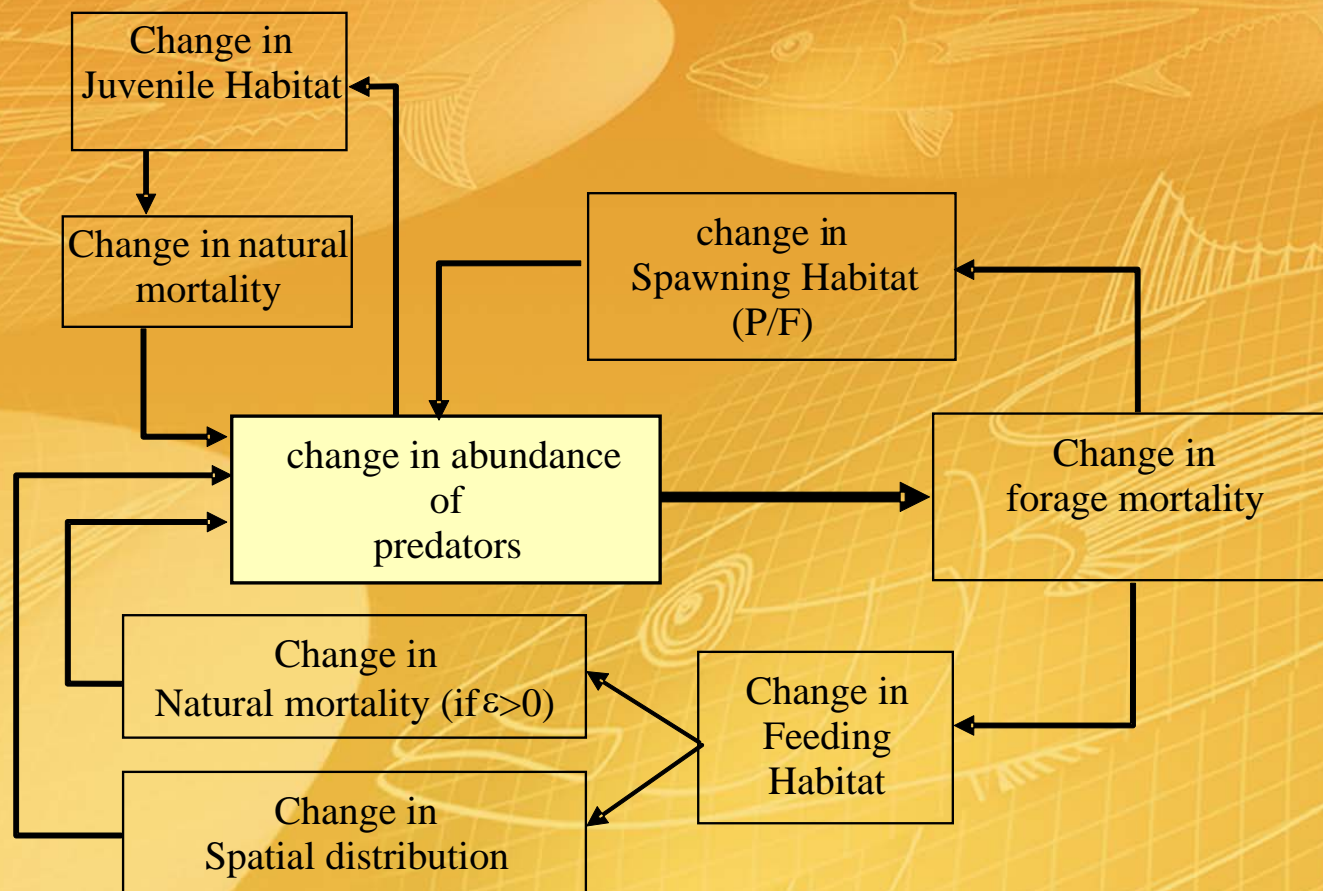 Change in
Juvenile Habitat
Change in natural
mortality
change in
Spawning Habitat
(P/F)
change in abundance
of
predators
Change in
forage mortality
Change in
Natural mortality (if ε>0)
Change in
Feeding
Habitat
Change in
Spatial distribution